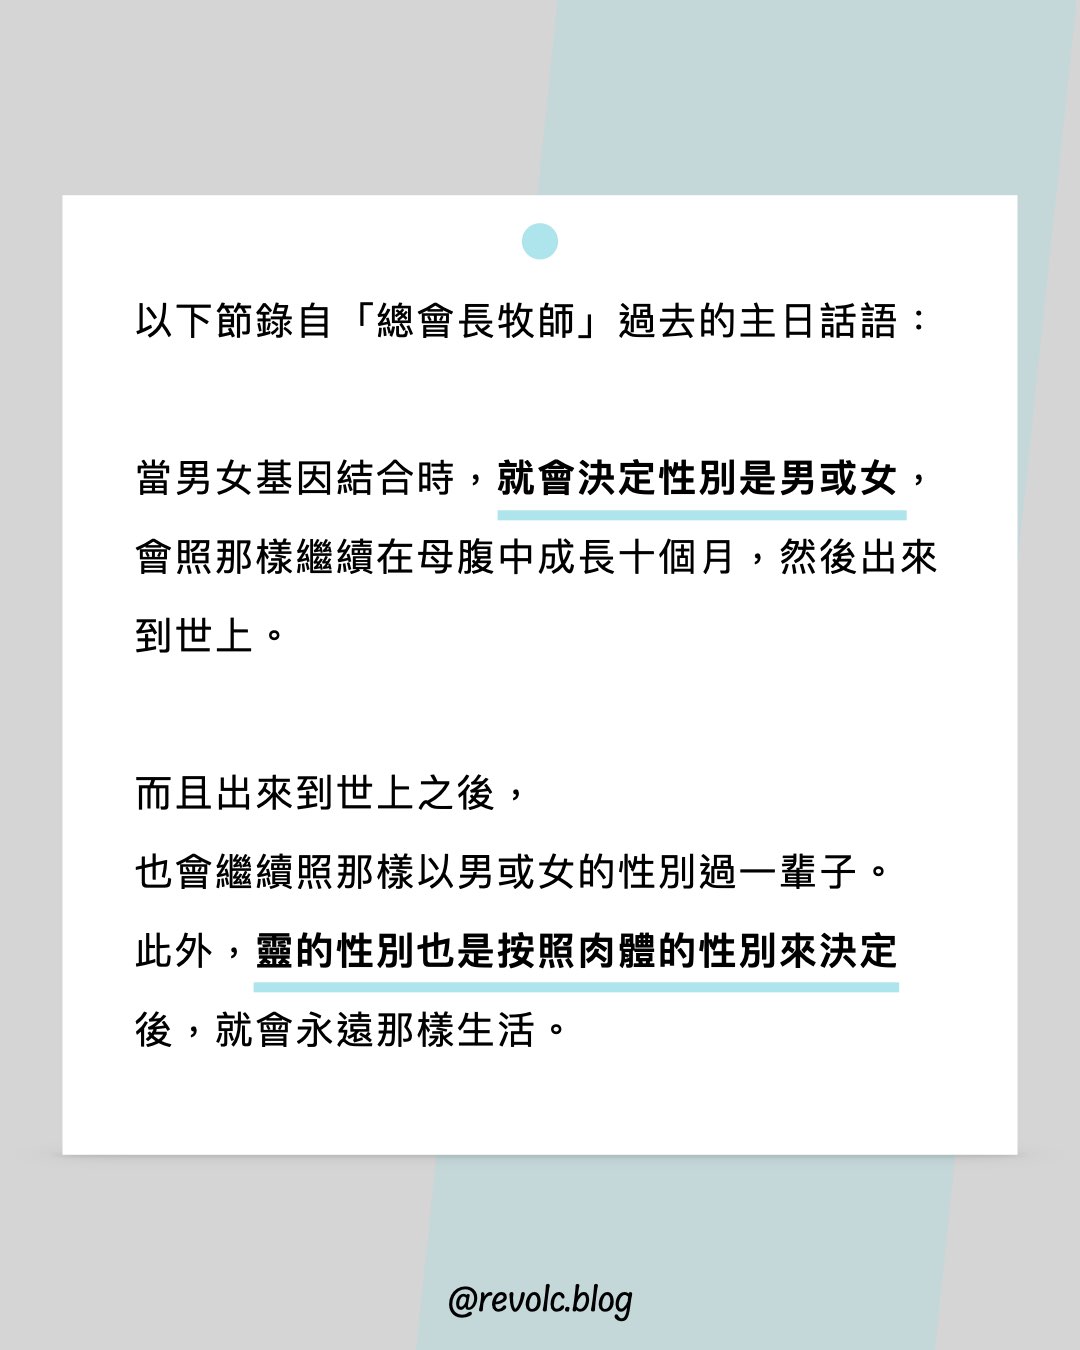 以下節錄自「總會長牧師」過去的主日話語：
當男女基因結合時，就會決定性別是男或女，
會照那樣繼續在母腹中成長十個月，然後出來
到世上。
而且出來到世上之後，
也會繼續照那樣以男或女的性別過一輩子。
此外，靈的性別也是按照肉體的性別來決定
後，就會永遠那樣生活。
@revolc.blog